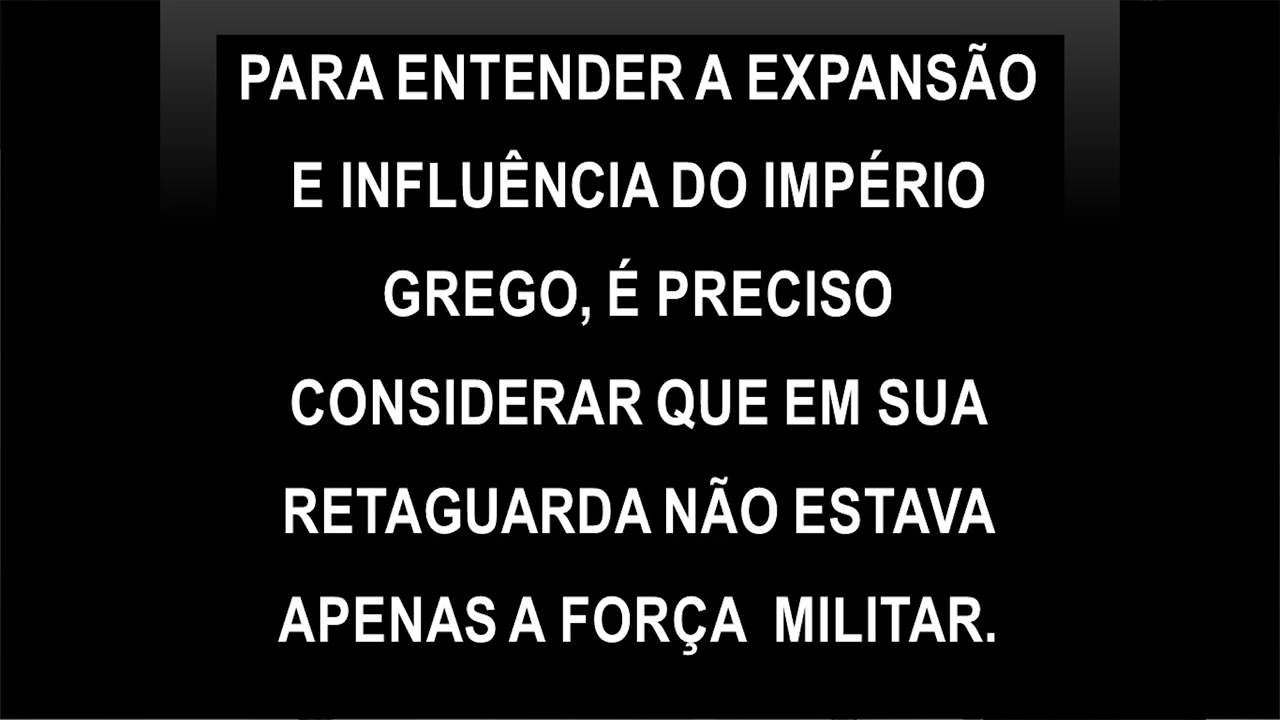 PARA ENTENDER A EXPANSÃO
E INFLUÊNCIA DO IMPÉRIO
GREGO, É PRECISO
CONSIDERAR QUE EM SUA
RETAGUARDA NÃO ESTAVA
APENAS A FORÇA MILITAR.